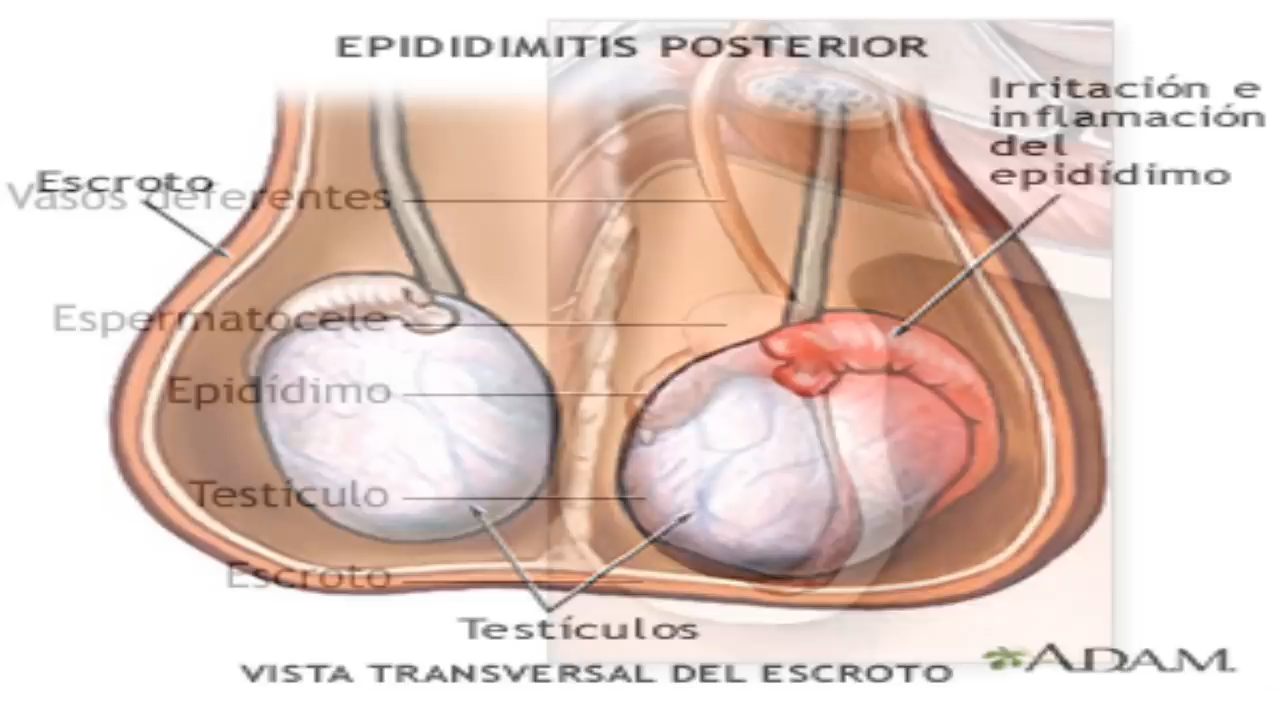 EPIDIDIMITIS POSTERIOR
Irritación e
inflamación
del
epidídimo
Escroto
Vasos deferentes
Espermatocele
Epidídimo
Testículo
Escroto
Testículos
VISTA TRANSVERSAL DEL ESCROTO
ADAM.